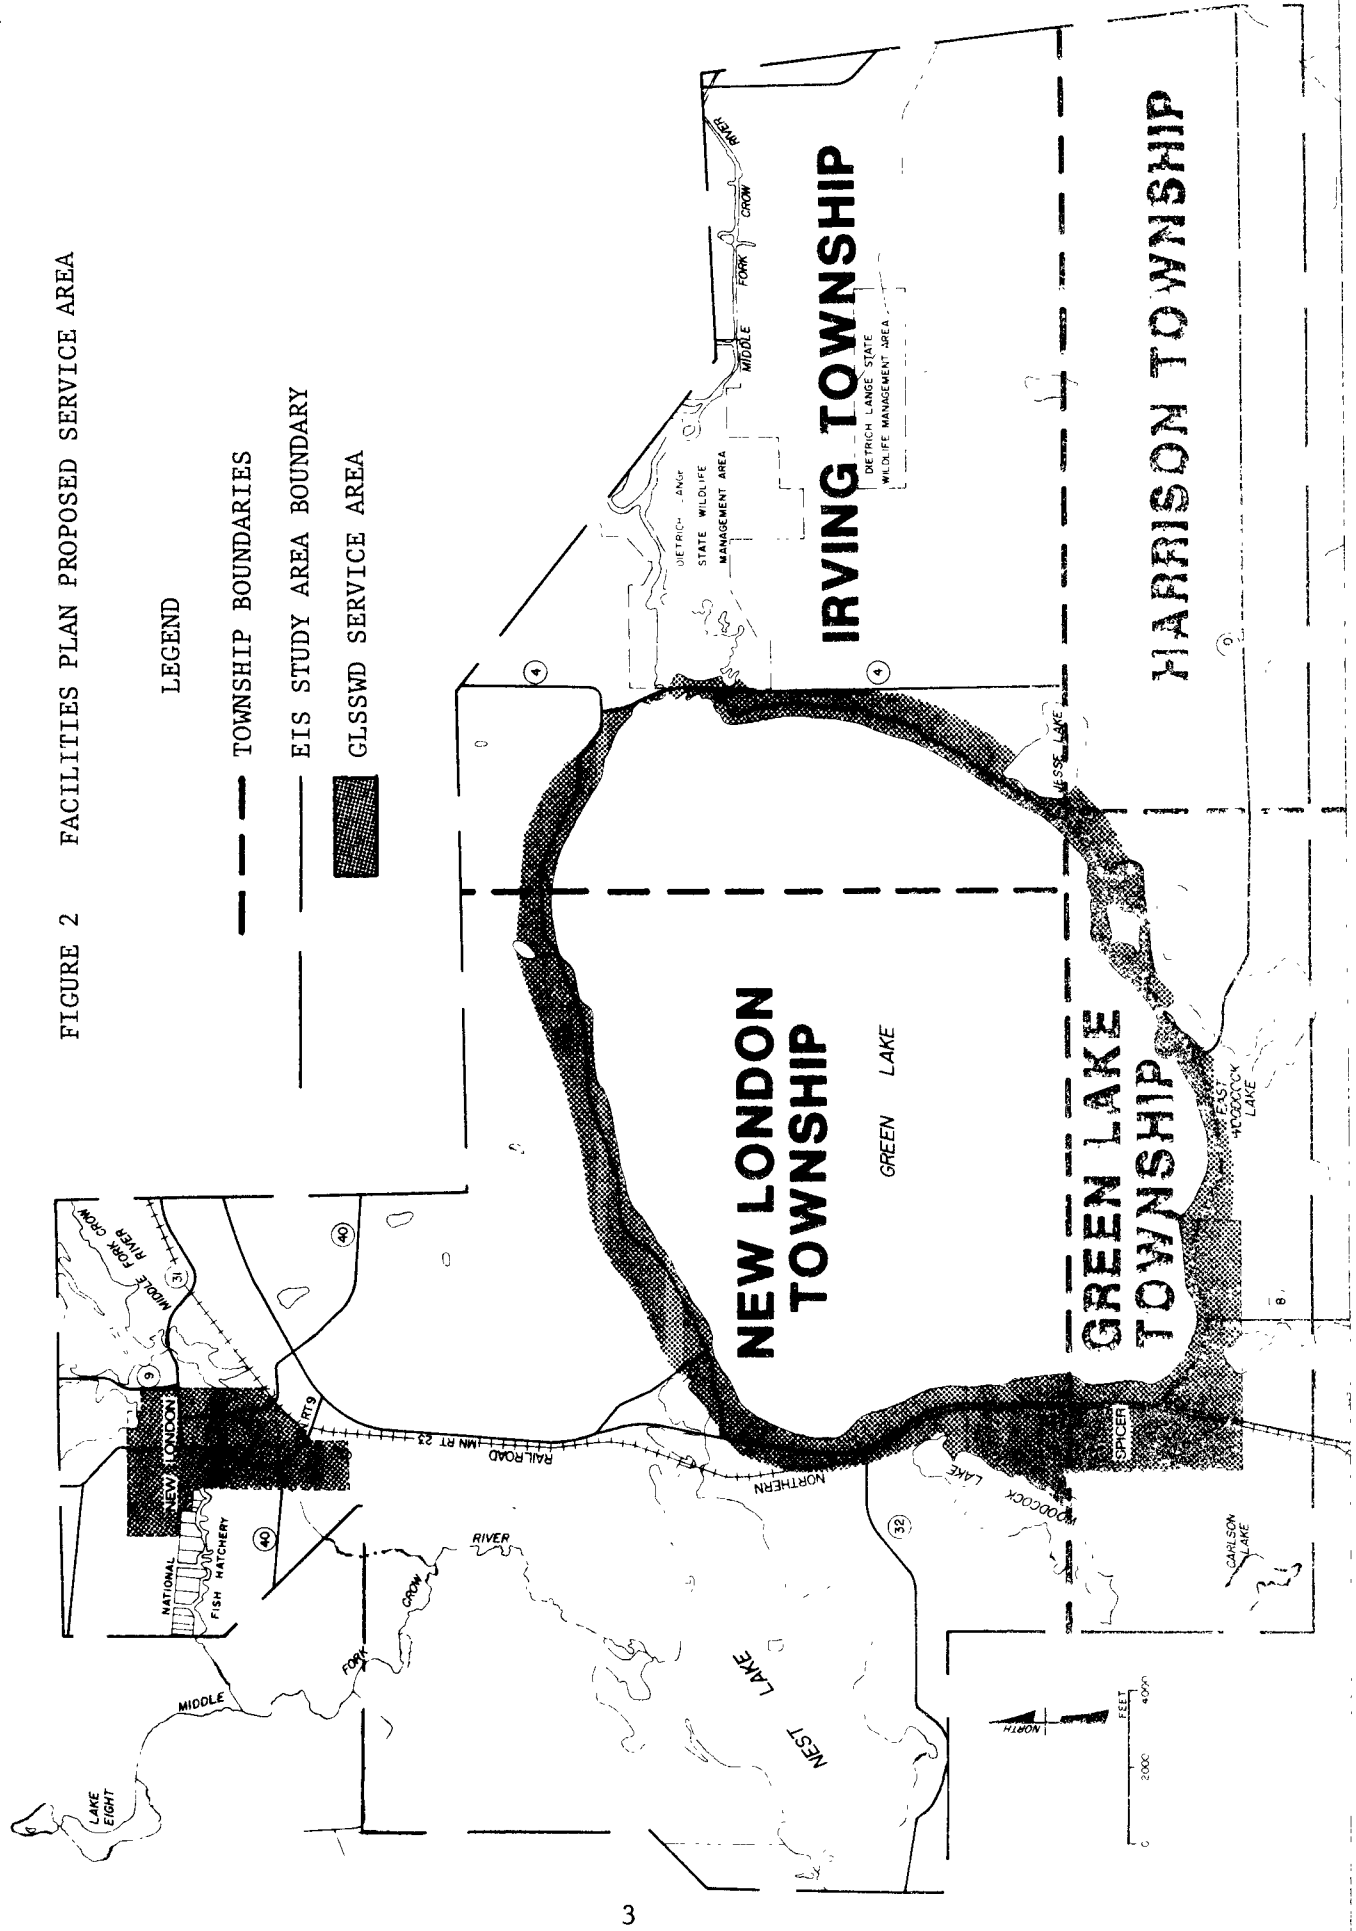 FIGURE 2 FACILITIES PLAN PROPOSED SERVICE AREA
LEGEND
TOWNSHIP BOUNDARIES
EIS STUDY AREA BOUNDARY
GLSSWD SERVICE AREA
LAKE
EIGHT
MIDDLE
FORK
CROW
RIVER
NATIONAL
FISH HATCHERY
NEW LONDON
9
31
MIDDLE FORK CROW
RIVER
40
40
RT 9
MN RT. 23
RAILROAD
NORTHERN
32
NEST
LAKE
WOODCOCK
LAKE
SPICER
CARLSON
LAKE
8
NEW LONDON
TOWNSHIP
GREEN LAKE
GREEN LAKE
TOWNSHIP
EAST
WOODCOCK
LAKE
JESSE LAKE
4
4
DIETRICH LANGE
STATE WILDLIFE
MANAGEMENT AREA
MIDDLE
FORK
CROW
RIVER
IRVING TOWNSHIP
DIETRICH LANGE STATE
WILDLIFE MANAGEMENT AREA
HARRISON TOWNSHIP
NORTH
FEET
0 2000 4000
3